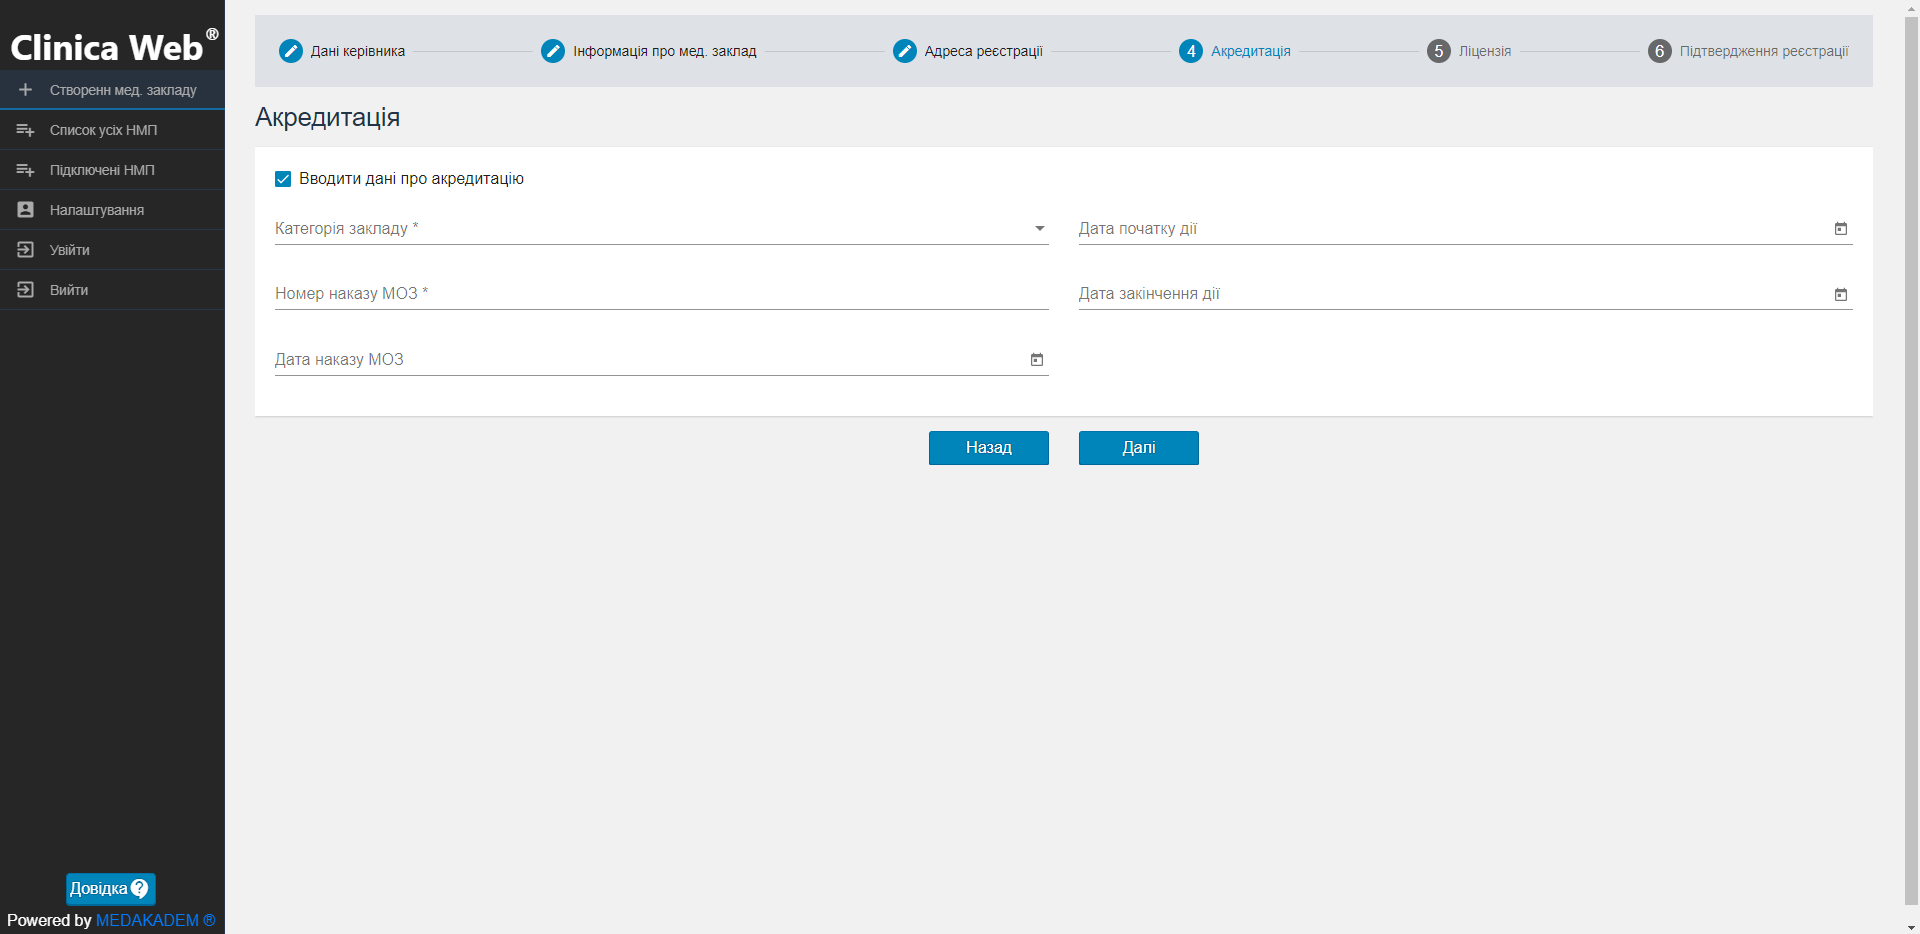 Clinica Web®
Створенн мед. закладу
Список усіх НМП
Підключені НМП
Налаштування
Увійти
Вийти
Довідка ?
Powered by MEDAKADEM ®
Дані керівника
Інформація про мед. заклад
Адреса реєстрації
4 Акредитація
5 Ліцензія
6 Підтвердження реєстрації
Акредитація
Вводити дані про акредитацію
Категорія закладу *
Дата початку дії
Номер наказу МОЗ *
Дата закінчення дії
Дата наказу МОЗ
Назад
Далі